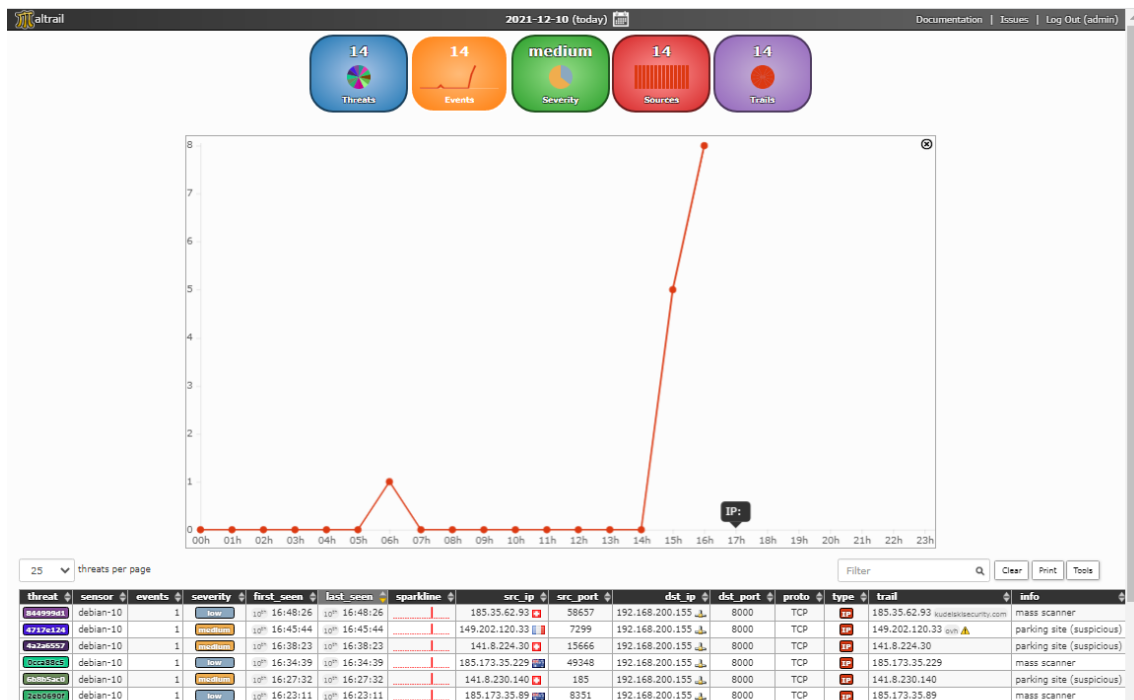 Maltrail 2021-12-10 (today) Documentation | Issues | Log Out (admin)
14 14 medium 14 14
Threats Events Severity Sources Trails
8
7
6
5
4
3
2
1
0
IP:
00h 01h 02h 03h 04h 05h 06h 07h 08h 09h 10h 11h 12h 13h 14h 15h 16h 17h 18h 19h 20h 21h 22h 23h
25 threats per page Filter Clear Print Tools
threat sensor events severity first_seen last_seen sparkline src_ip src_port dst_ip dst_port proto type trail info
844999d1 debian-10 1 low 10th 16:48:26 10th 16:48:26 185.35.62.93 58657 192.168.200.155 8000 TCP IP 185.35.62.93 kudelskisecurity.com mass scanner
4717e124 debian-10 1 medium 10th 16:45:44 10th 16:45:44 149.202.120.33 7299 192.168.200.155 8000 TCP IP 149.202.120.33 ovh parking site (suspicious)
4a2a6557 debian-10 1 medium 10th 16:38:23 10th 16:38:23 141.8.224.30 15666 192.168.200.155 8000 TCP IP 141.8.224.30 parking site (suspicious)
0cca88c5 debian-10 1 low 10th 16:34:39 10th 16:34:39 185.173.35.229 49348 192.168.200.155 8000 TCP IP 185.173.35.229 mass scanner
6b8b5ac0 debian-10 1 medium 10th 16:27:32 10th 16:27:32 141.8.230.140 185 192.168.200.155 8000 TCP IP 141.8.230.140 parking site (suspicious)
2cb0690f debian-10 1 low 10th 16:23:11 10th 16:23:11 185.173.35.89 8351 192.168.200.155 8000 TCP IP 185.173.35.89 mass scanner